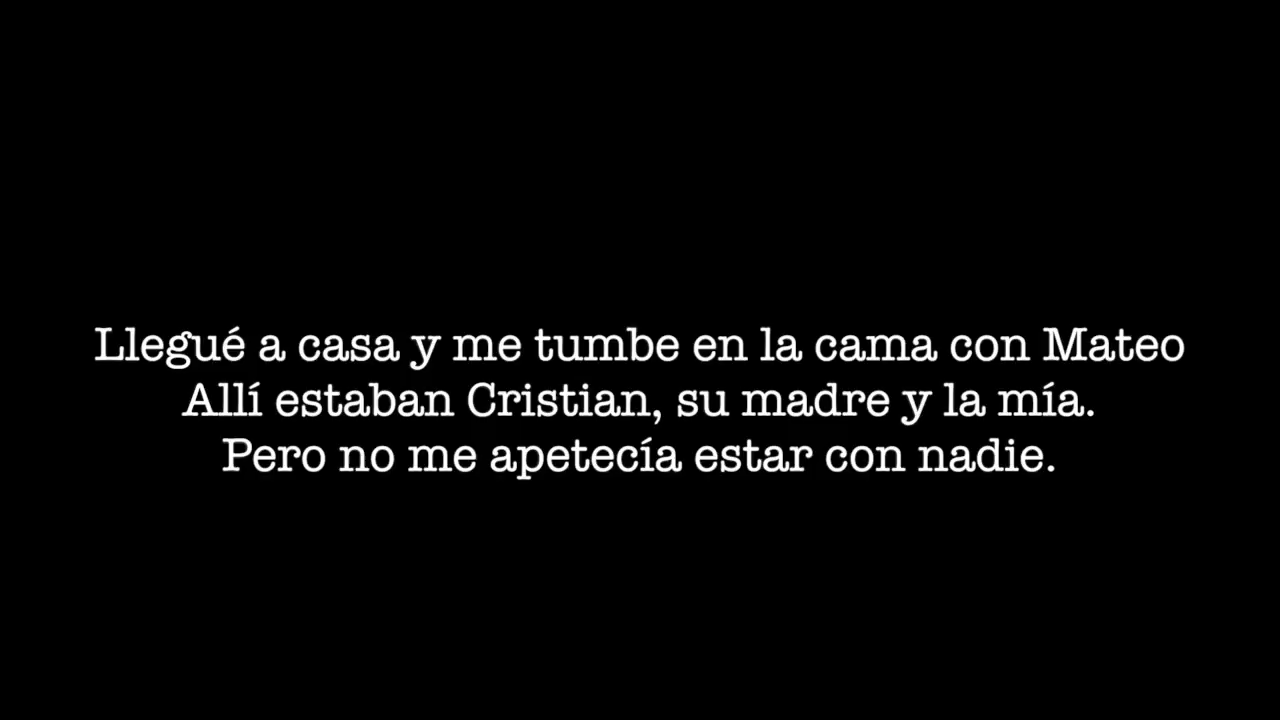 Llegué a casa y me tumbe en la cama con Mateo
Allí estaban Cristian, su madre y la mía.
Pero no me apetecía estar con nadie.